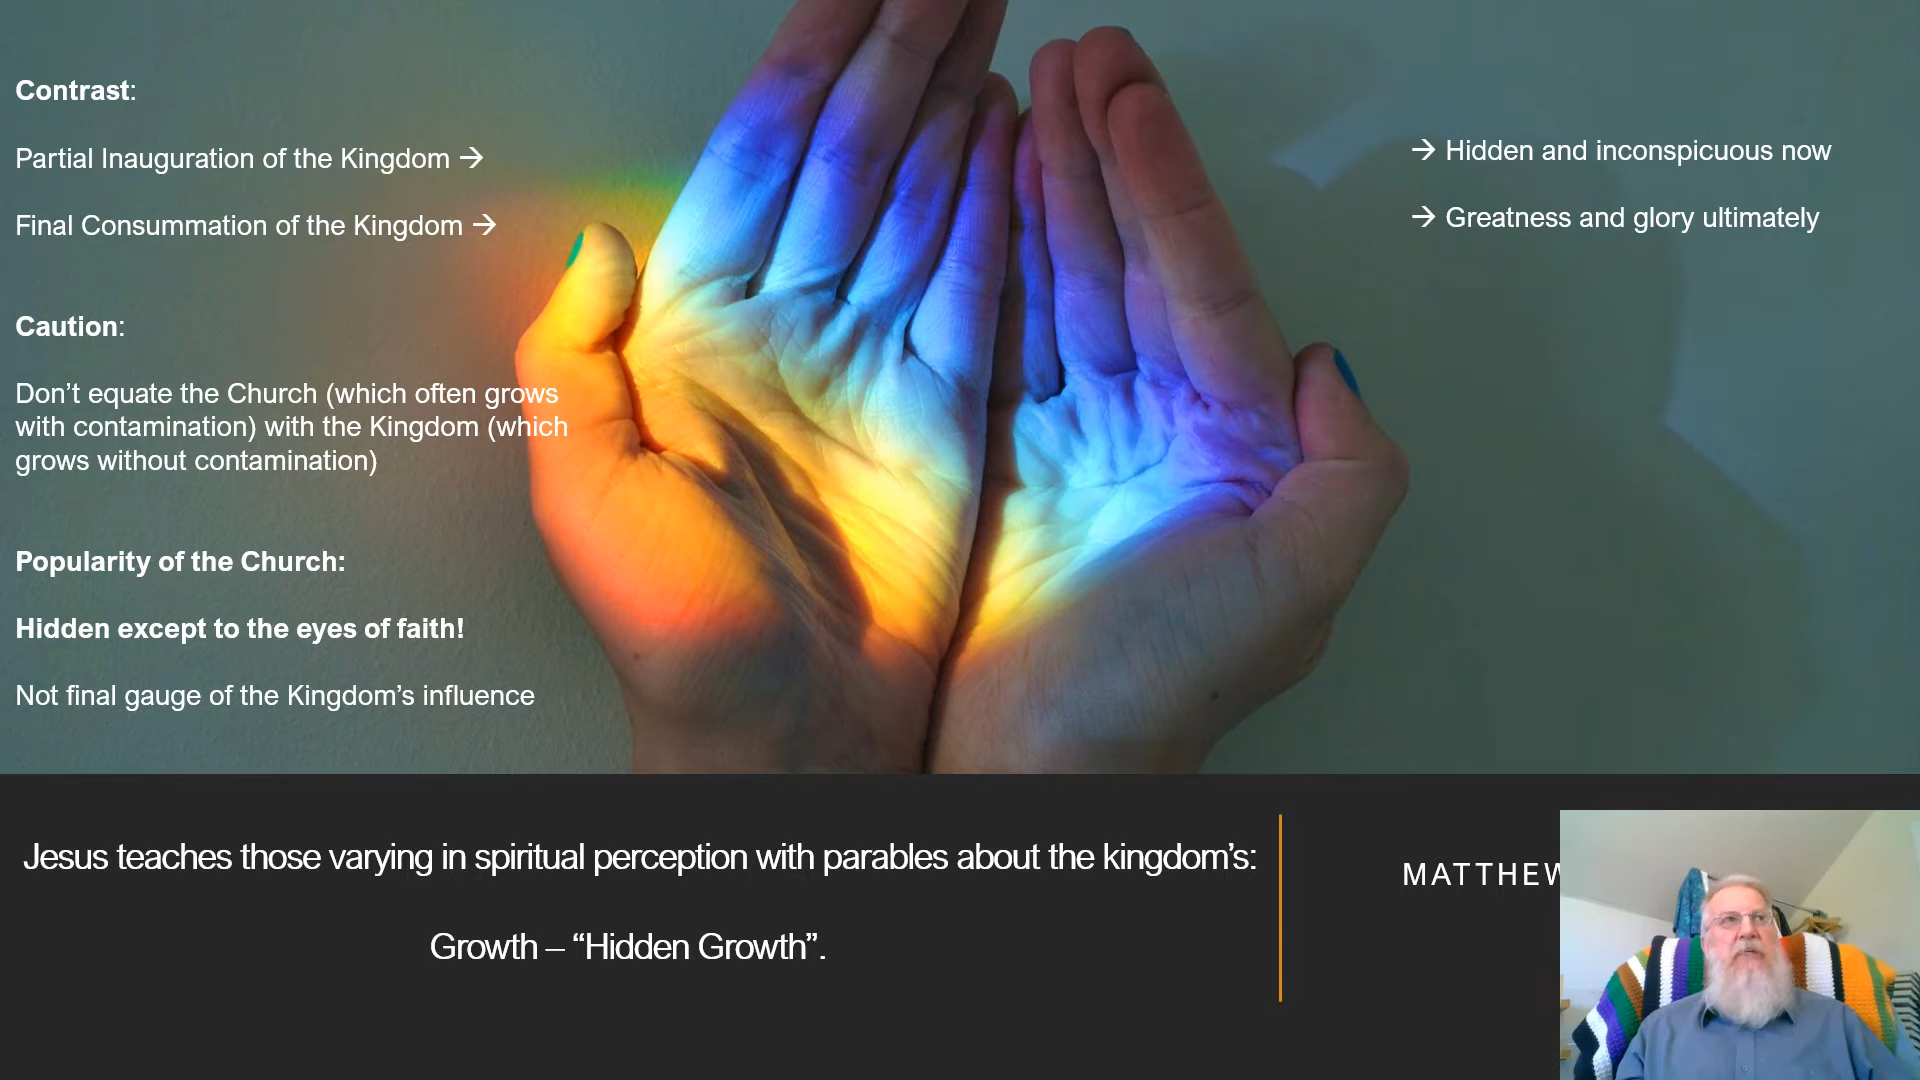 Contrast:
Partial Inauguration of the Kingdom →
→ Hidden and inconspicuous now
Final Consummation of the Kingdom →
→ Greatness and glory ultimately
Caution:
Don’t equate the Church (which often grows
with contamination) with the Kingdom (which
grows without contamination)
Popularity of the Church:
Hidden except to the eyes of faith!
Not final gauge of the Kingdom’s influence
Jesus teaches those varying in spiritual perception with parables about the kingdom’s:
Growth – “Hidden Growth”.
MATTHEW